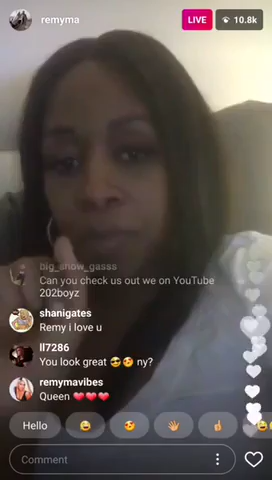 remyma
LIVE
10.8k
big_show_gasss
Can you check us out we on YouTube
202boyz
shanigates
Remy i love u
ll7286
You look great 😎😍 ny?
remymavibes
Queen ❤️❤️❤️
Hello
Comment